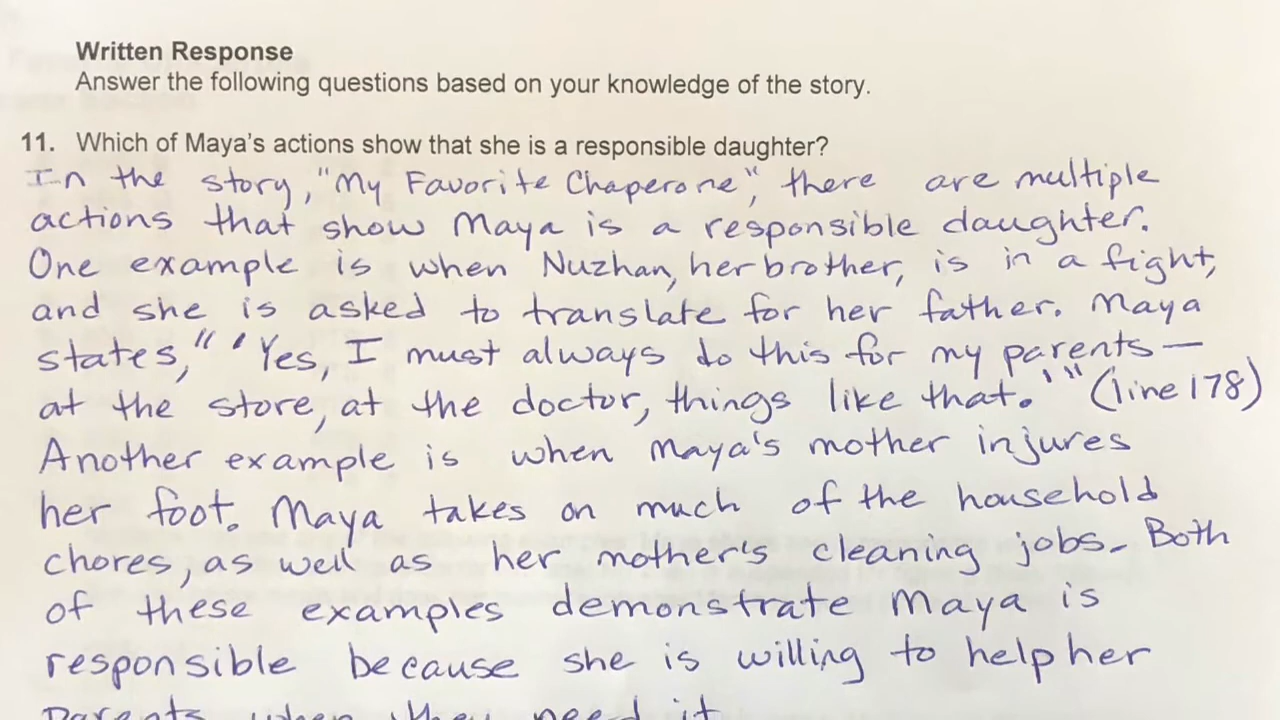 Written Response
Answer the following questions based on your knowledge of the story.
11. Which of Maya's actions show that she is a responsible daughter?
In the story, "My Favorite Chaperone", there are multiple
actions that show Maya is a responsible daughter.
One example is when Nuzhan, her brother, is in a fight,
and she is asked to translate for her father. Maya
states, "'Yes, I must always do this for my parents—
at the store, at the doctor, things like that.'" (line 178)
Another example is when Maya's mother injures
her foot. Maya takes on much of the household
chores, as well as her mother's cleaning jobs. Both
of these examples demonstrate Maya is
responsible because she is willing to help her
parents when they need it